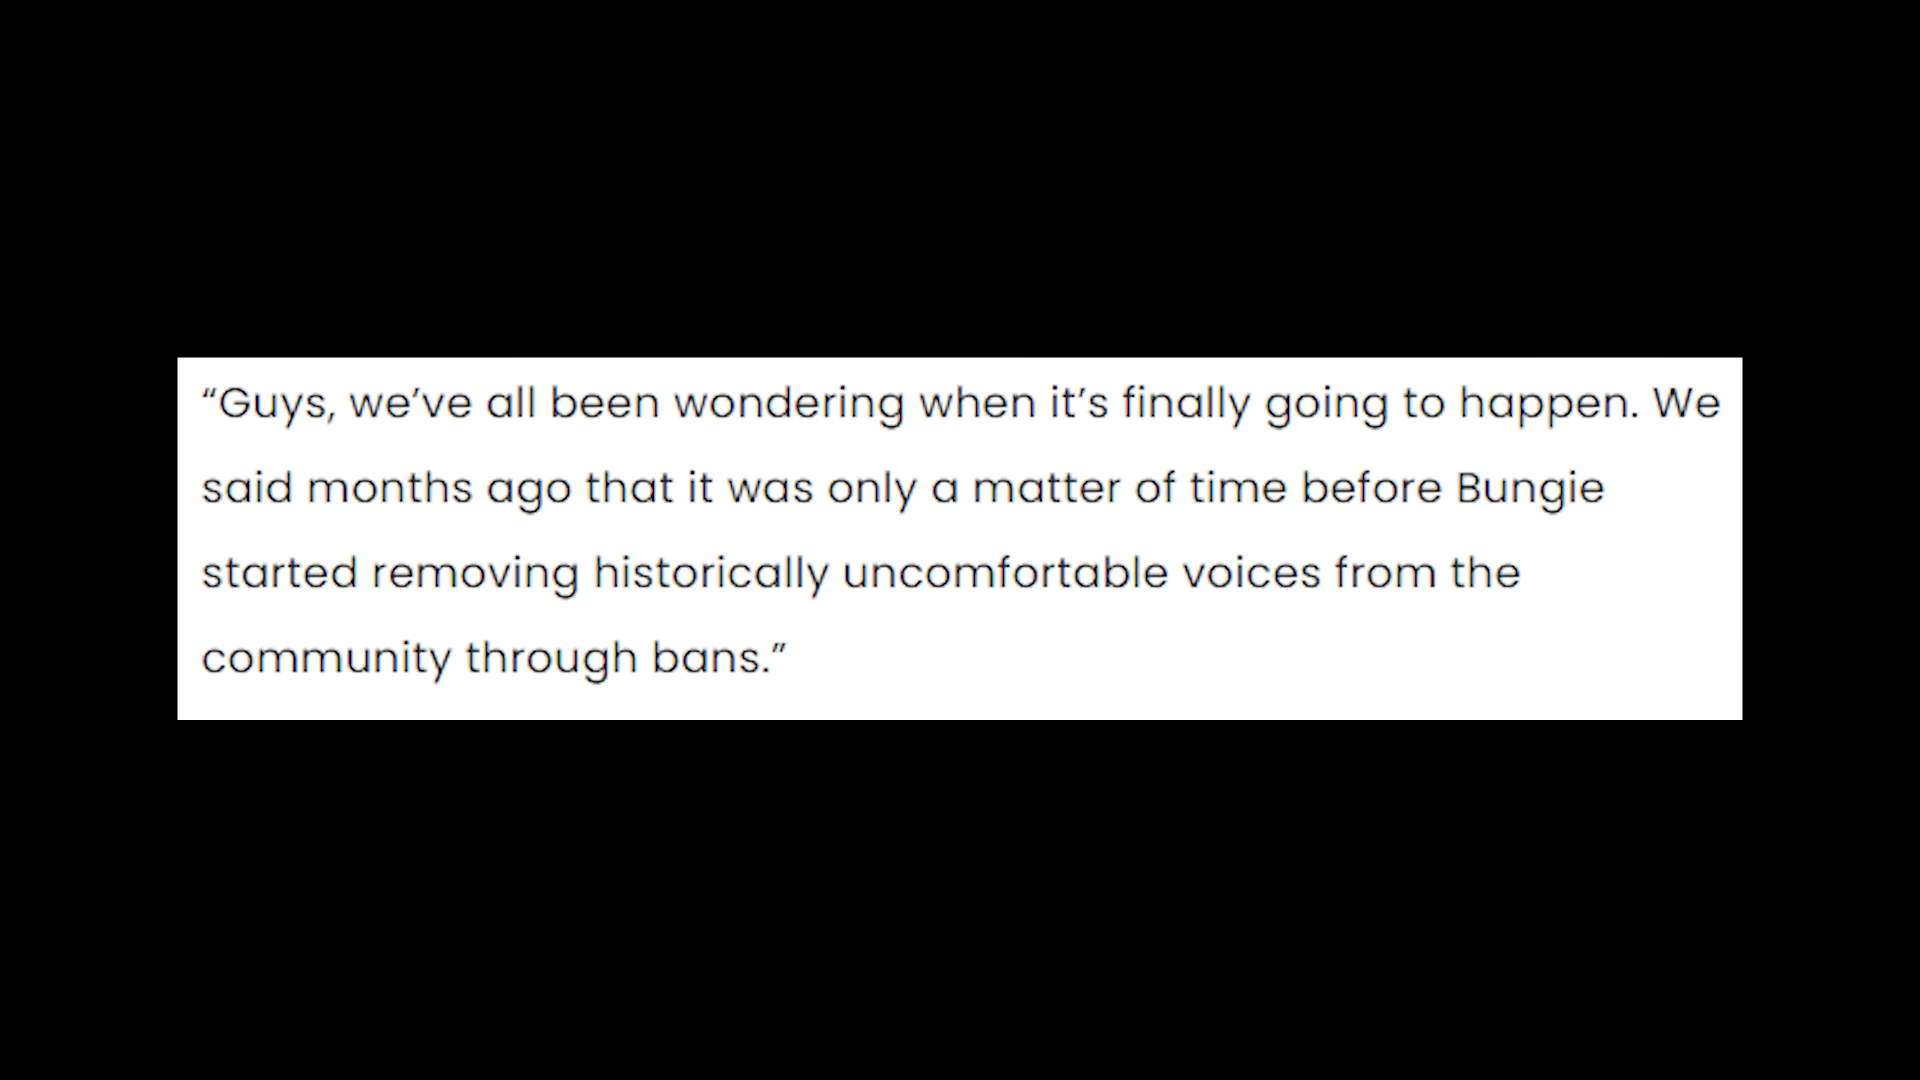 “Guys, we’ve all been wondering when it’s finally going to happen. We
said months ago that it was only a matter of time before Bungie
started removing historically uncomfortable voices from the
community through bans.”